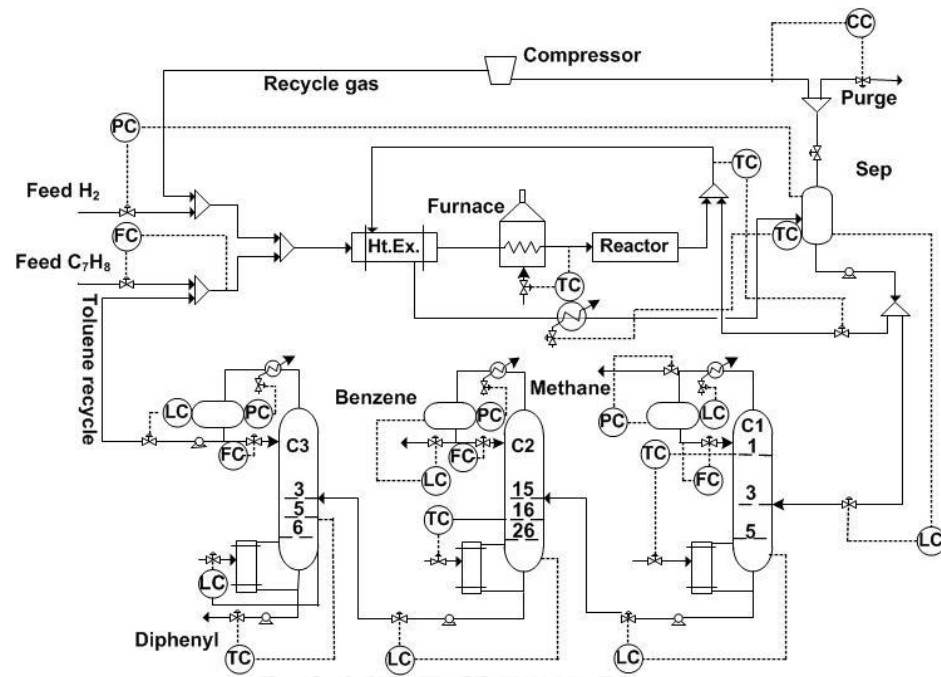 CC
Compressor
Recycle gas
Purge
PC
TC
Sep
Feed H₂
Furnace
FC
TC
Ht.Ex.
Reactor
Feed C₇H₈
TC
Toluene recycle
Benzene
Methane
LC
PC
PC
LC
C3
C2
PC
C1
FC
FC
TC
1
LC
FC
3
15
3
5
TC
16
6
26
5
LC
LC
Diphenyl
TC
LC
LC